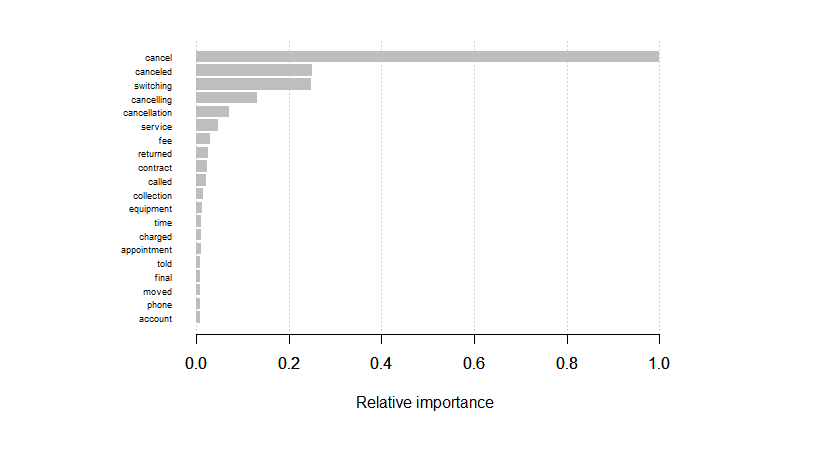 cancel
canceled
switching
cancelling
cancellation
service
fee
returned
contract
called
collection
equipment
time
charged
appointment
told
final
moved
phone
account
0.0 0.2 0.4 0.6 0.8 1.0
Relative importance